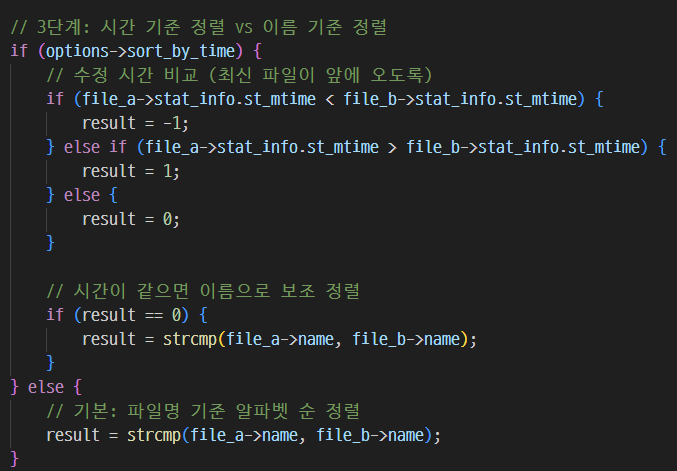 // 3단계: 시간 기준 정렬 vs 이름 기준 정렬
if (options->sort_by_time) {
    // 수정 시간 비교 (최신 파일이 앞에 오도록)
    if (file_a->stat_info.st_mtime < file_b->stat_info.st_mtime) {
        result = -1;
    } else if (file_a->stat_info.st_mtime > file_b->stat_info.st_mtime) {
        result = 1;
    } else {
        result = 0;
    }

    // 시간이 같으면 이름으로 보조 정렬
    if (result == 0) {
        result = strcmp(file_a->name, file_b->name);
    }
} else {
    // 기본: 파일명 기준 알파벳 순 정렬
    result = strcmp(file_a->name, file_b->name);
}